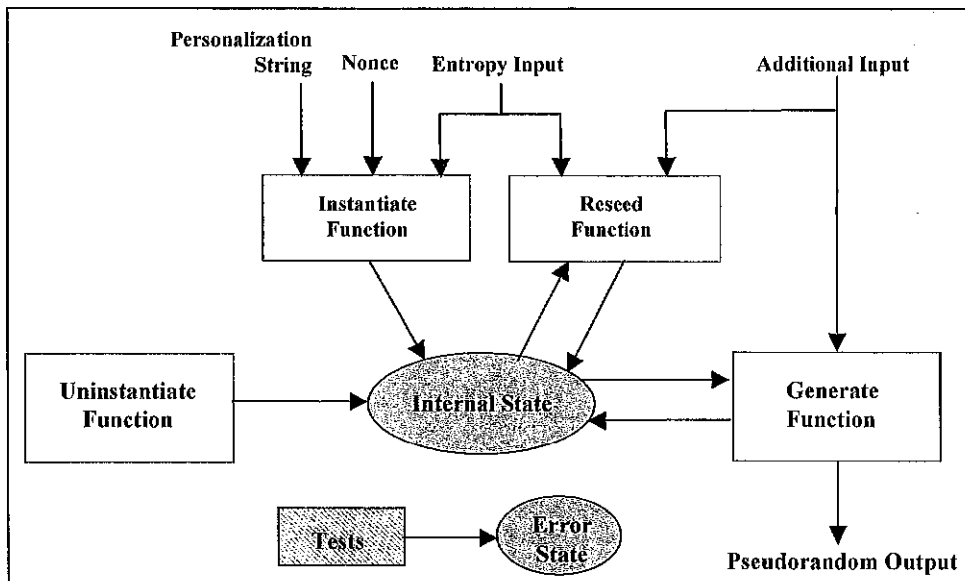 Personalization
String
Nonce
Entropy Input
Additional Input
Instantiate
Function
Reseed
Function
Uninstantiate
Function
Internal State
Generate
Function
Tests
Error
State
Pseudorandom Output